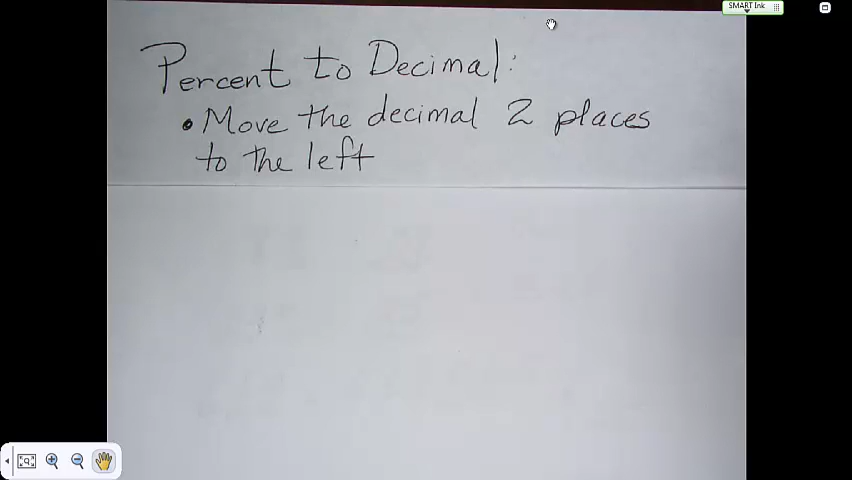 SMART Ink
Percent to Decimal:
• Move the decimal 2 places
to the left